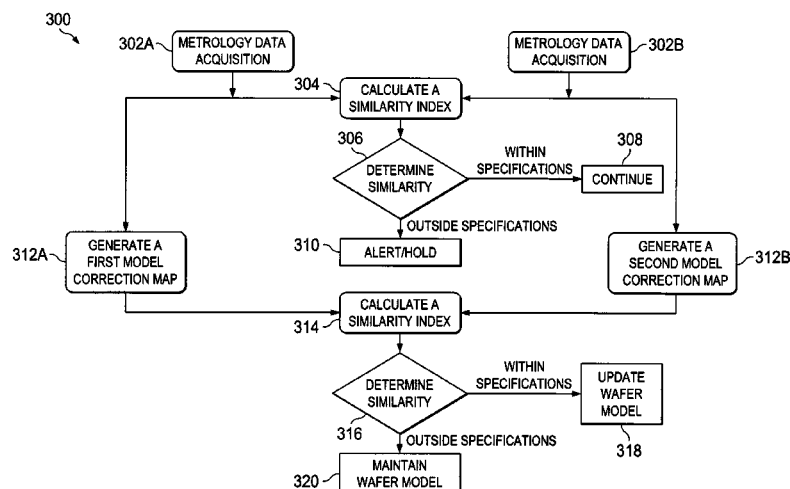 300
302A
METROLOGY DATA
ACQUISITION
METROLOGY DATA
ACQUISITION
302B
304
CALCULATE A
SIMILARITY INDEX
306
DETERMINE
SIMILARITY
WITHIN
SPECIFICATIONS
308
CONTINUE
OUTSIDE SPECIFICATIONS
310
ALERT/HOLD
312A
GENERATE A
FIRST MODEL
CORRECTION MAP
GENERATE A
SECOND MODEL
CORRECTION MAP
312B
314
CALCULATE A
SIMILARITY INDEX
316
DETERMINE
SIMILARITY
WITHIN
SPECIFICATIONS
UPDATE
WAFER
MODEL
318
OUTSIDE SPECIFICATIONS
320
MAINTAIN
WAFER MODEL